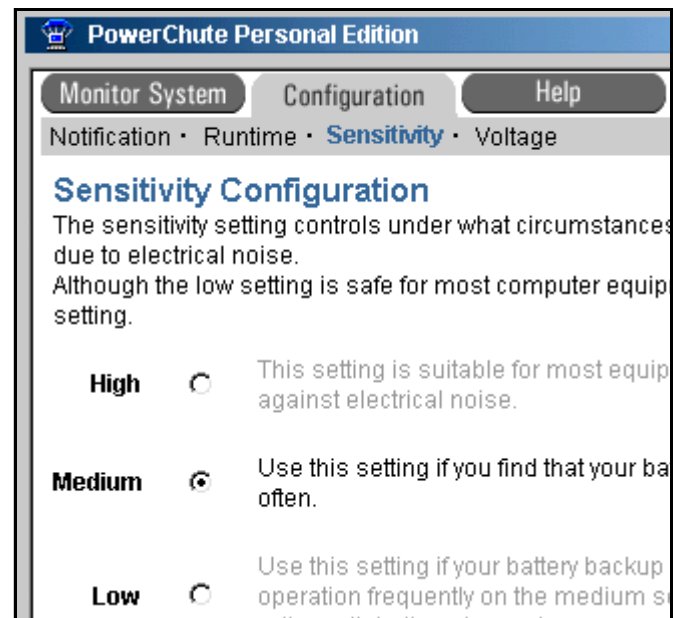 PowerChute Personal Edition
Monitor System Configuration Help
Notification · Runtime · Sensitivity · Voltage
Sensitivity Configuration
The sensitivity setting controls under what circumstances
due to electrical noise.
Although the low setting is safe for most computer equip
setting.
High This setting is suitable for most equip
against electrical noise.
Medium Use this setting if you find that your ba
often.
Use this setting if your battery backup
Low operation frequently on the medium s